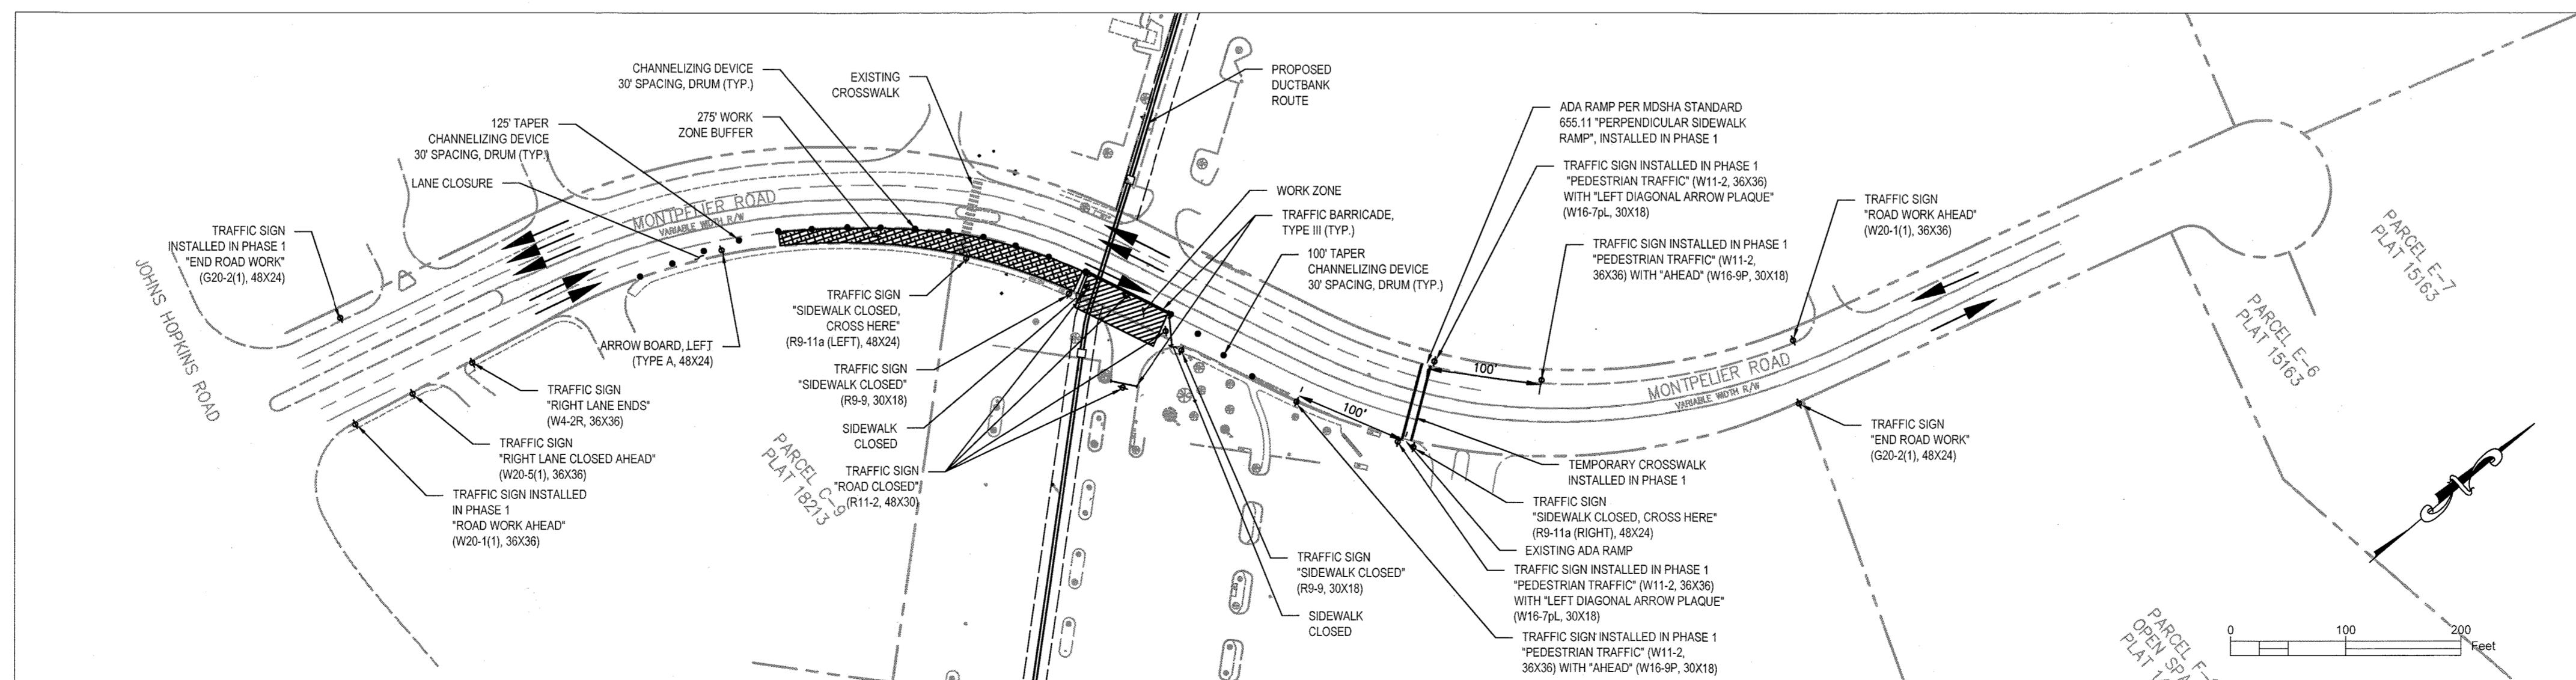 CHANNELIZING DEVICE
30' SPACING, DRUM (TYP.)
EXISTING
CROSSWALK
PROPOSED
DUCTBANK
ROUTE
275' WORK
ZONE BUFFER
125' TAPER
CHANNELIZING DEVICE
30' SPACING, DRUM (TYP.)
LANE CLOSURE
ADA RAMP PER MDSHA STANDARD
655.11 "PERPENDICULAR SIDEWALK
RAMP", INSTALLED IN PHASE 1
TRAFFIC SIGN INSTALLED IN PHASE 1
"PEDESTRIAN TRAFFIC" (W11-2, 36X36)
WITH "LEFT DIAGONAL ARROW PLAQUE"
(W16-7pL, 30X18)
WORK ZONE
TRAFFIC BARRICADE,
TYPE III (TYP.)
TRAFFIC SIGN
"ROAD WORK AHEAD"
(W20-1(1), 36X36)
TRAFFIC SIGN
INSTALLED IN PHASE 1
"END ROAD WORK"
(G20-2(1), 48X24)
MONTPELIER ROAD
VARIABLE WIDTH R/W
100' TAPER
CHANNELIZING DEVICE
30' SPACING, DRUM (TYP.)
TRAFFIC SIGN INSTALLED IN PHASE 1
"PEDESTRIAN TRAFFIC" (W11-2,
36X36) WITH "AHEAD" (W16-9P, 30X18)
PARCEL E-7
PLAT 15163
PARCEL E-6
PLAT 15163
JOHNS HOPKINS ROAD
TRAFFIC SIGN
"SIDEWALK CLOSED,
CROSS HERE"
(R9-11a (LEFT), 48X24)
ARROW BOARD, LEFT
(TYPE A, 48X24)
100'
MONTPELIER ROAD
VARIABLE WIDTH R/W
100'
TRAFFIC SIGN
"RIGHT LANE ENDS"
(W4-2R, 36X36)
TRAFFIC SIGN
"SIDEWALK CLOSED"
(R9-9, 30X18)
SIDEWALK
CLOSED
TRAFFIC SIGN
"END ROAD WORK"
(G20-2(1), 48X24)
TRAFFIC SIGN
"RIGHT LANE CLOSED AHEAD"
(W20-5(1), 36X36)
PARCEL C-9
PLAT 18213
TRAFFIC SIGN
"ROAD CLOSED"
(R11-2, 48X30)
TEMPORARY CROSSWALK
INSTALLED IN PHASE 1
TRAFFIC SIGN INSTALLED
IN PHASE 1
"ROAD WORK AHEAD"
(W20-1(1), 36X36)
TRAFFIC SIGN
"SIDEWALK CLOSED, CROSS HERE"
(R9-11a (RIGHT), 48X24)
EXISTING ADA RAMP
TRAFFIC SIGN
"SIDEWALK CLOSED"
(R9-9, 30X18)
SIDEWALK
CLOSED
TRAFFIC SIGN INSTALLED IN PHASE 1
"PEDESTRIAN TRAFFIC" (W11-2, 36X36)
WITH "LEFT DIAGONAL ARROW PLAQUE"
(W16-7pL, 30X18)
TRAFFIC SIGN INSTALLED IN PHASE 1
"PEDESTRIAN TRAFFIC" (W11-2,
36X36) WITH "AHEAD" (W16-9P, 30X18)
PARCEL
OPEN
PLAT
0 100 200
Feet